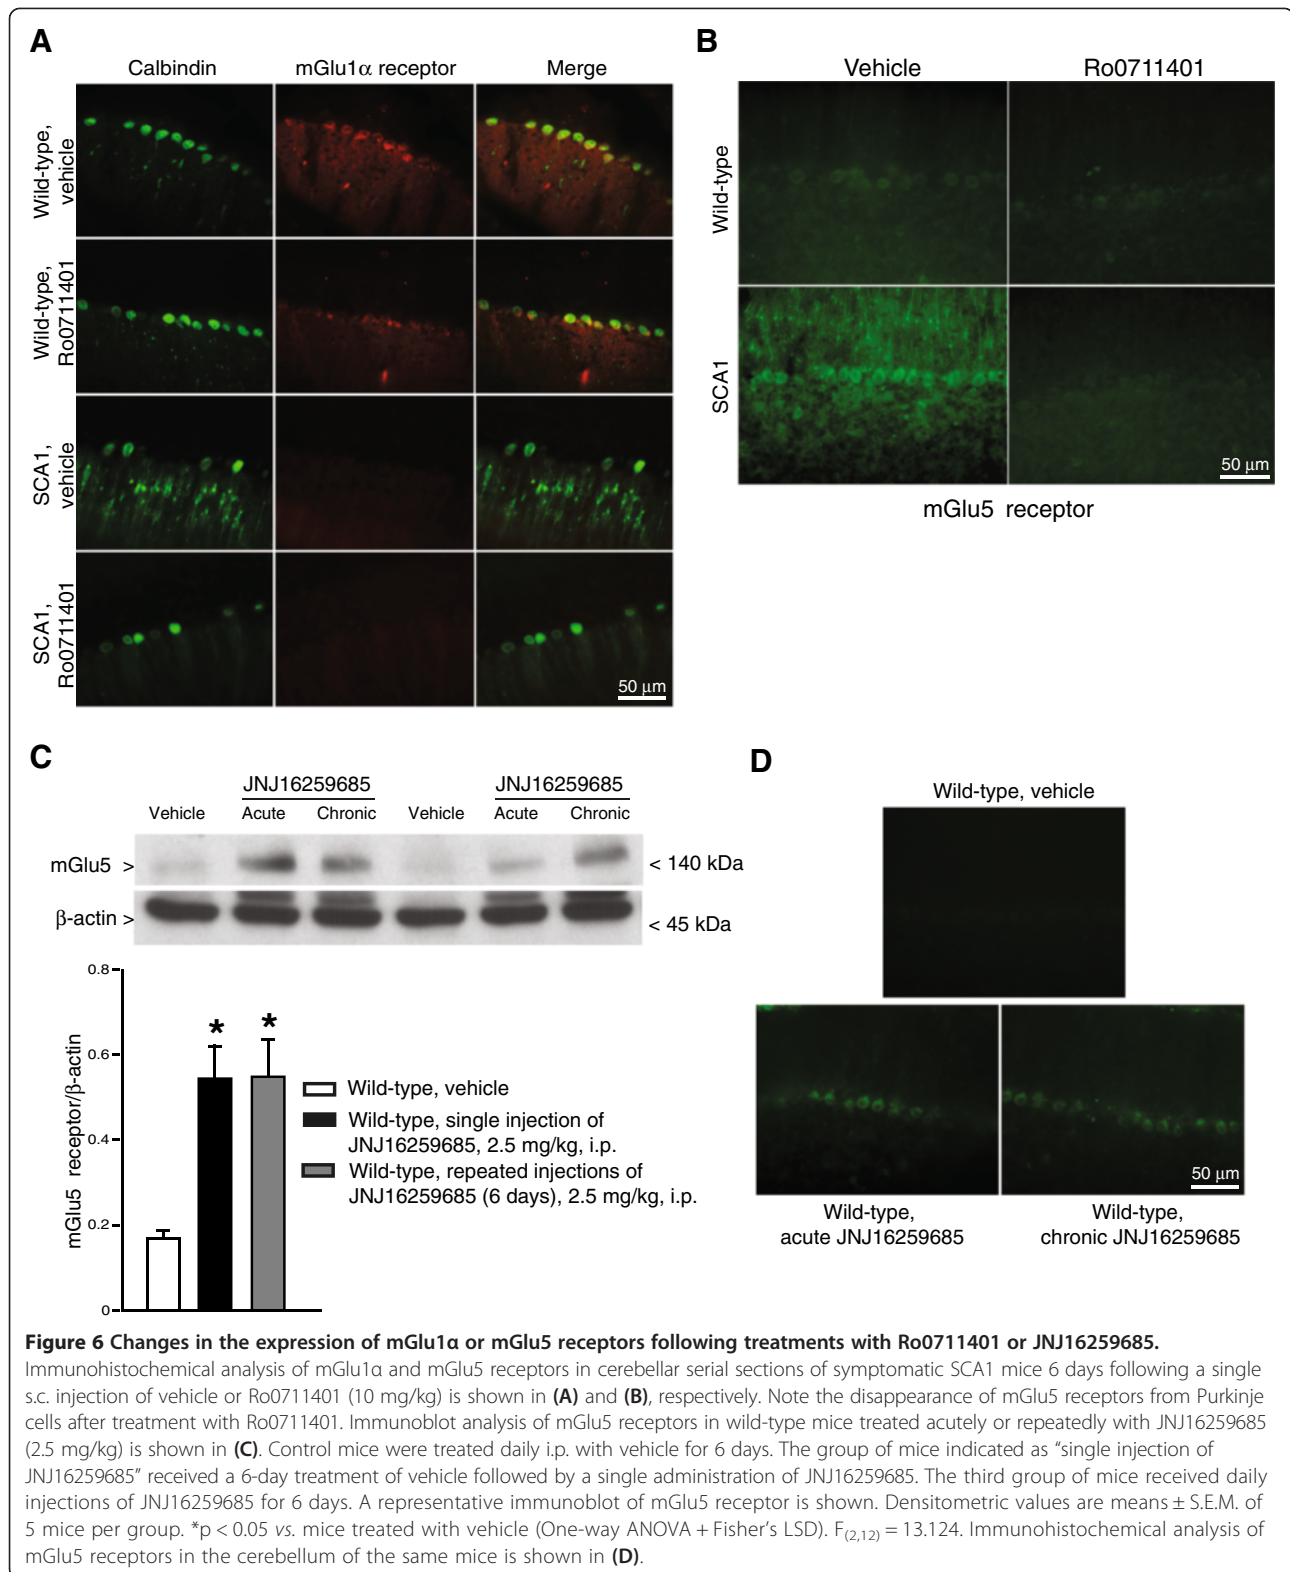 A
Calbindin
mGlu1α receptor
Merge
Wild-type,
vehicle
Wild-type,
Ro0711401
SCA1,
vehicle
SCA1,
Ro0711401
50 μm
B
Vehicle
Ro0711401
Wild-type
SCA1
50 μm
mGlu5 receptor
C
JNJ16259685
JNJ16259685
Vehicle
Acute
Chronic
Vehicle
Acute
Chronic
mGlu5 >
< 140 kDa
β-actin >
< 45 kDa
mGlu5 receptor/β-actin
0.8
0.6
0.4
0.2
0
*
*
Wild-type, vehicle
Wild-type, single injection of
JNJ16259685, 2.5 mg/kg, i.p.
Wild-type, repeated injections of
JNJ16259685 (6 days), 2.5 mg/kg, i.p.
D
Wild-type, vehicle
50 μm
Wild-type,
acute JNJ16259685
Wild-type,
chronic JNJ16259685
Figure 6 Changes in the expression of mGlu1α or mGlu5 receptors following treatments with Ro0711401 or JNJ16259685.
Immunohistochemical analysis of mGlu1α and mGlu5 receptors in cerebellar serial sections of symptomatic SCA1 mice 6 days following a single
s.c. injection of vehicle or Ro0711401 (10 mg/kg) is shown in (A) and (B), respectively. Note the disappearance of mGlu5 receptors from Purkinje
cells after treatment with Ro0711401. Immunoblot analysis of mGlu5 receptors in wild-type mice treated acutely or repeatedly with JNJ16259685
(2.5 mg/kg) is shown in (C). Control mice were treated daily i.p. with vehicle for 6 days. The group of mice indicated as “single injection of
JNJ16259685” received a 6-day treatment of vehicle followed by a single administration of JNJ16259685. The third group of mice received daily
injections of JNJ16259685 for 6 days. A representative immunoblot of mGlu5 receptor is shown. Densitometric values are means ± S.E.M. of
5 mice per group. *p < 0.05 vs. mice treated with vehicle (One-way ANOVA + Fisher’s LSD). F(2,12) = 13.124. Immunohistochemical analysis of
mGlu5 receptors in the cerebellum of the same mice is shown in (D).